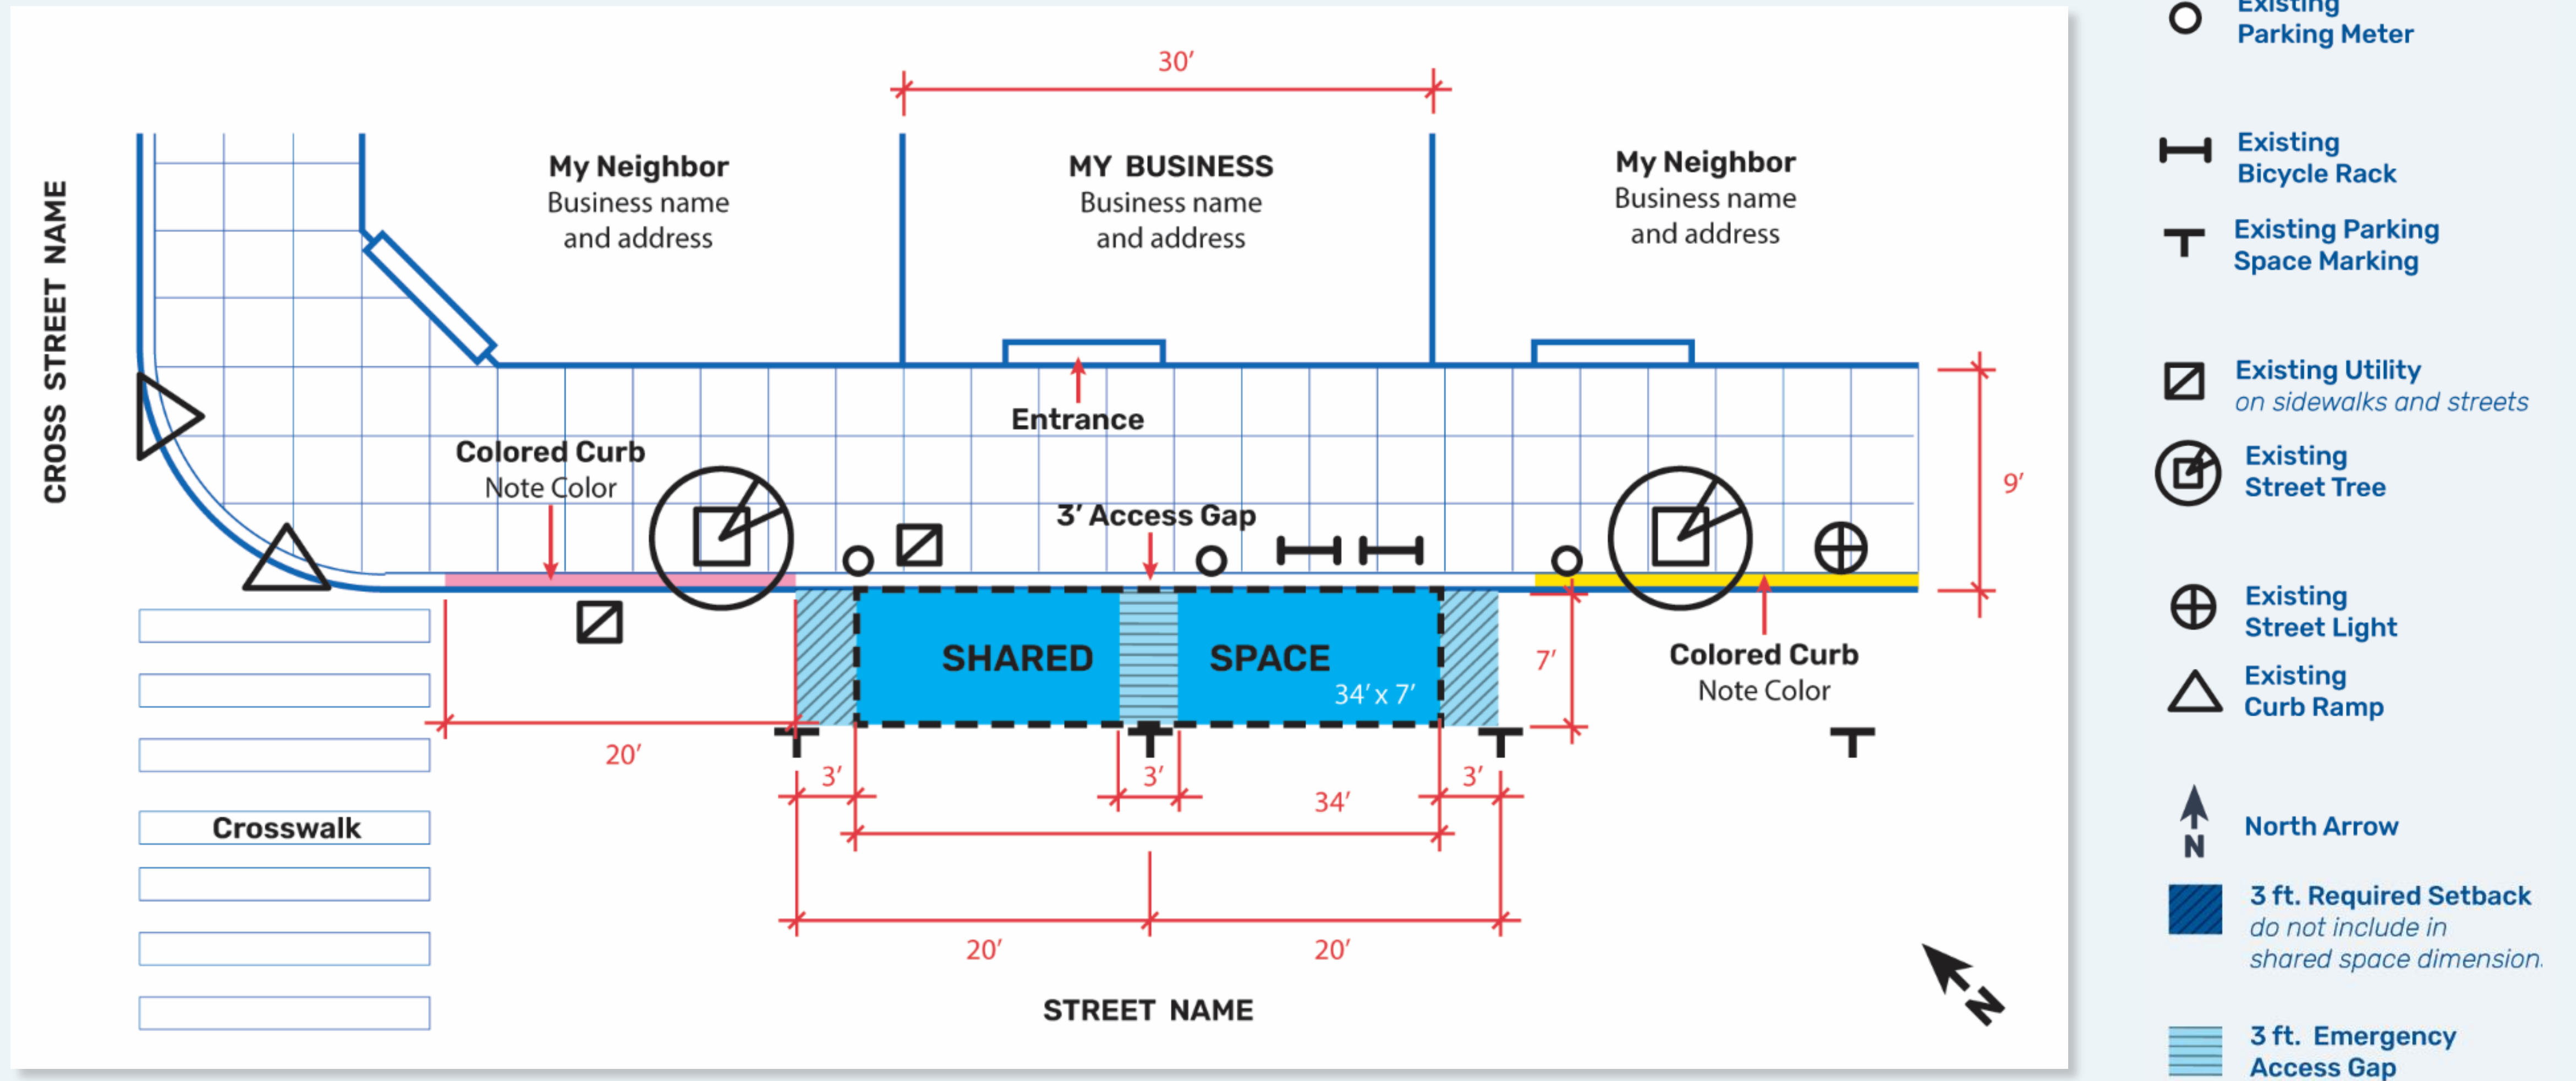 30′
CROSS STREET NAME
My Neighbor
Business name
and address
MY BUSINESS
Business name
and address
My Neighbor
Business name
and address
Entrance
Colored Curb
Note Color
3′ Access Gap
9′
SHARED SPACE
34′ x 7′
7′
Colored Curb
Note Color
20′
3′
3′
3′
34′
Crosswalk
20′
20′
STREET NAME
N
Existing
Parking Meter
Existing
Bicycle Rack
Existing Parking
Space Marking
Existing Utility
on sidewalks and streets
Existing
Street Tree
Existing
Street Light
Existing
Curb Ramp
N
North Arrow
3 ft. Required Setback
do not include in
shared space dimension.
3 ft. Emergency
Access Gap